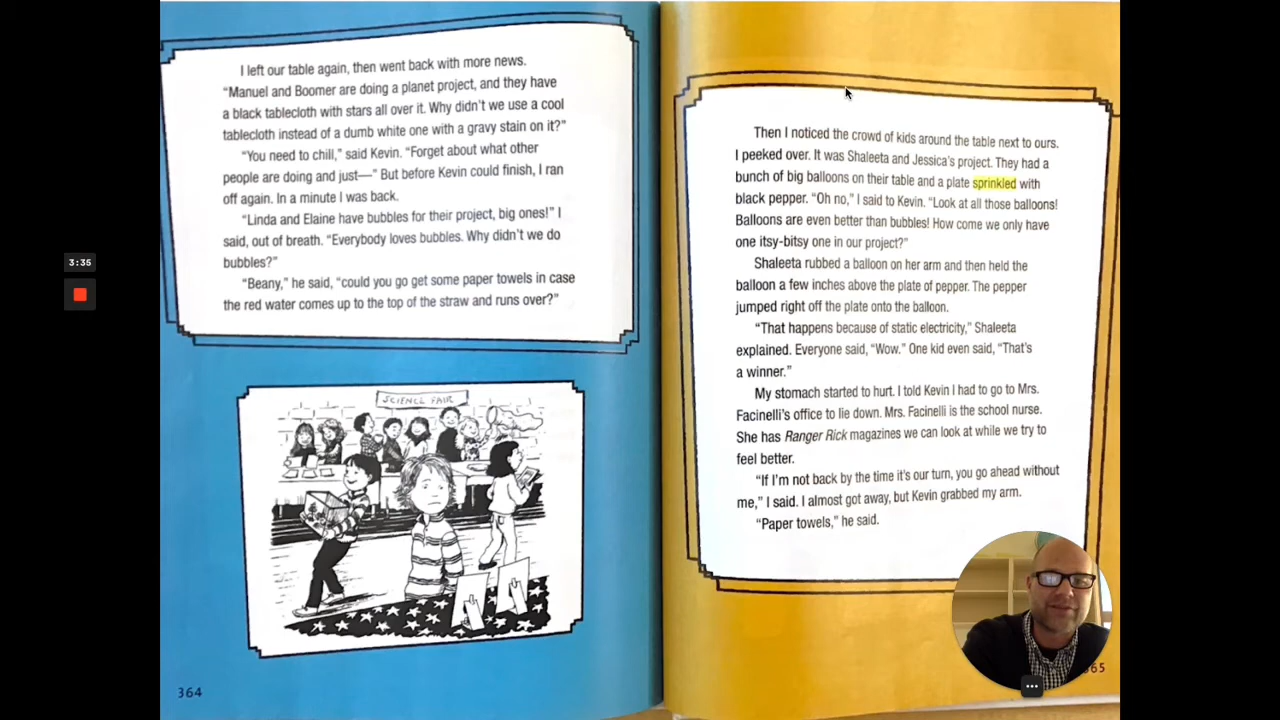 3:35
I left our table again, then went back with more news.
“Manuel and Boomer are doing a planet project, and they have
a black tablecloth with stars all over it. Why didn’t we use a cool
tablecloth instead of a dumb white one with a gravy stain on it?”
“You need to chill,” said Kevin. “Forget about what other
people are doing and just—” But before Kevin could finish, I ran
off again. In a minute I was back.
“Linda and Elaine have bubbles for their project, big ones!” I
said, out of breath. “Everybody loves bubbles. Why didn’t we do
bubbles?”
“Beany,” he said, “could you go get some paper towels in case
the red water comes up to the top of the straw and runs over?”
SCIENCE FAIR
364
Then I noticed the crowd of kids around the table next to ours.
I peeked over. It was Shaleeta and Jessica’s project. They had a
bunch of big balloons on their table and a plate sprinkled with
black pepper. “Oh no,” I said to Kevin. “Look at all those balloons!
Balloons are even better than bubbles! How come we only have
one itsy-bitsy one in our project?”
Shaleeta rubbed a balloon on her arm and then held the
balloon a few inches above the plate of pepper. The pepper
jumped right off the plate onto the balloon.
“That happens because of static electricity,” Shaleeta
explained. Everyone said, “Wow.” One kid even said, “That’s
a winner.”
My stomach started to hurt. I told Kevin I had to go to Mrs.
Facinelli’s office to lie down. Mrs. Facinelli is the school nurse.
She has Ranger Rick magazines we can look at while we try to
feel better.
“If I’m not back by the time it’s our turn, you go ahead without
me,” I said. I almost got away, but Kevin grabbed my arm.
“Paper towels,” he said.
65